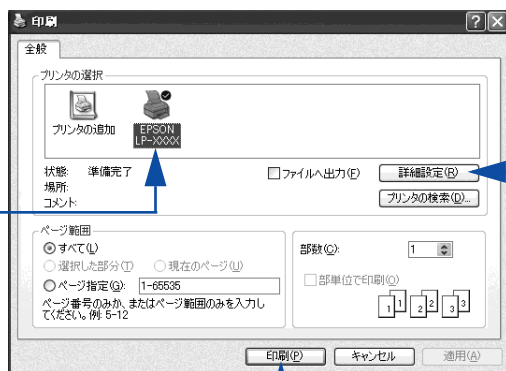 印刷
全般
プリンタの選択
プリンタの追加
EPSON
LP-XXXX
状態: 準備完了
場所:
コメント:
ファイルへ出力(F)
詳細設定(R)
プリンタの検索(D)...
ページ範囲
すべて(L)
選択した部分(T) 現在のページ(U)
ページ指定(G): 1-65535
ページ番号のみか、またはページ範囲のみを入力し
てください。例: 5-12
部数(C): 1
部単位で印刷(O)
1 1 2 2 3 3
印刷(P) キャンセル 適用(A)